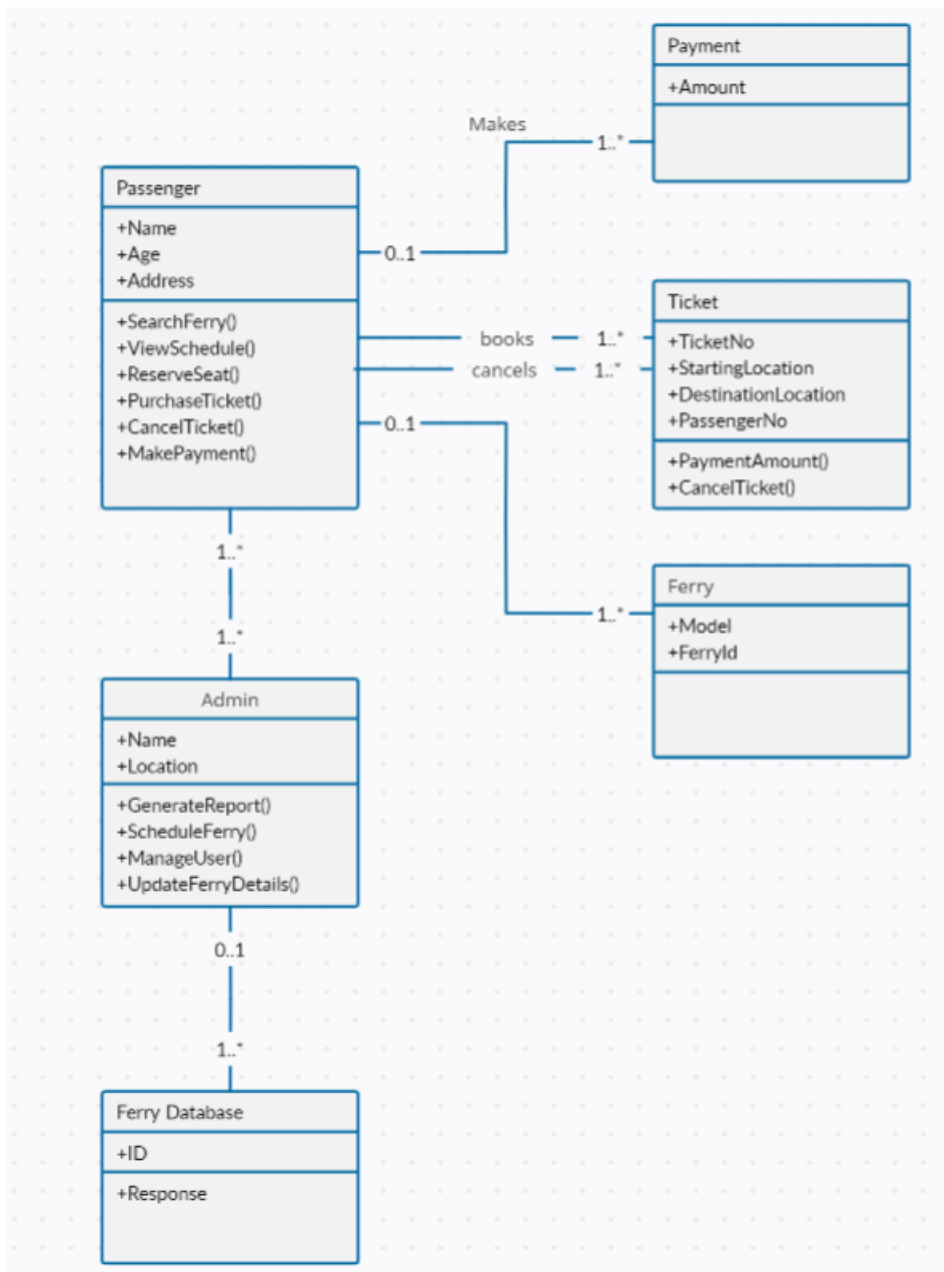 Payment
+Amount
Makes
1..*
Passenger
+Name
+Age
+Address
0..1
+SearchFerry()
+ViewSchedule()
+ReserveSeat()
+PurchaseTicket()
+CancelTicket()
+MakePayment()
books
1..*
cancels
1..*
0..1
Ticket
+TicketNo
+StartingLocation
+DestinationLocation
+PassengerNo
+PaymentAmount()
+CancelTicket()
1..*
Ferry
+Model
+FerryId
1..*
1..*
Admin
+Name
+Location
+GenerateReport()
+ScheduleFerry()
+ManageUser()
+UpdateFerryDetails()
0..1
1..*
Ferry Database
+ID
+Response